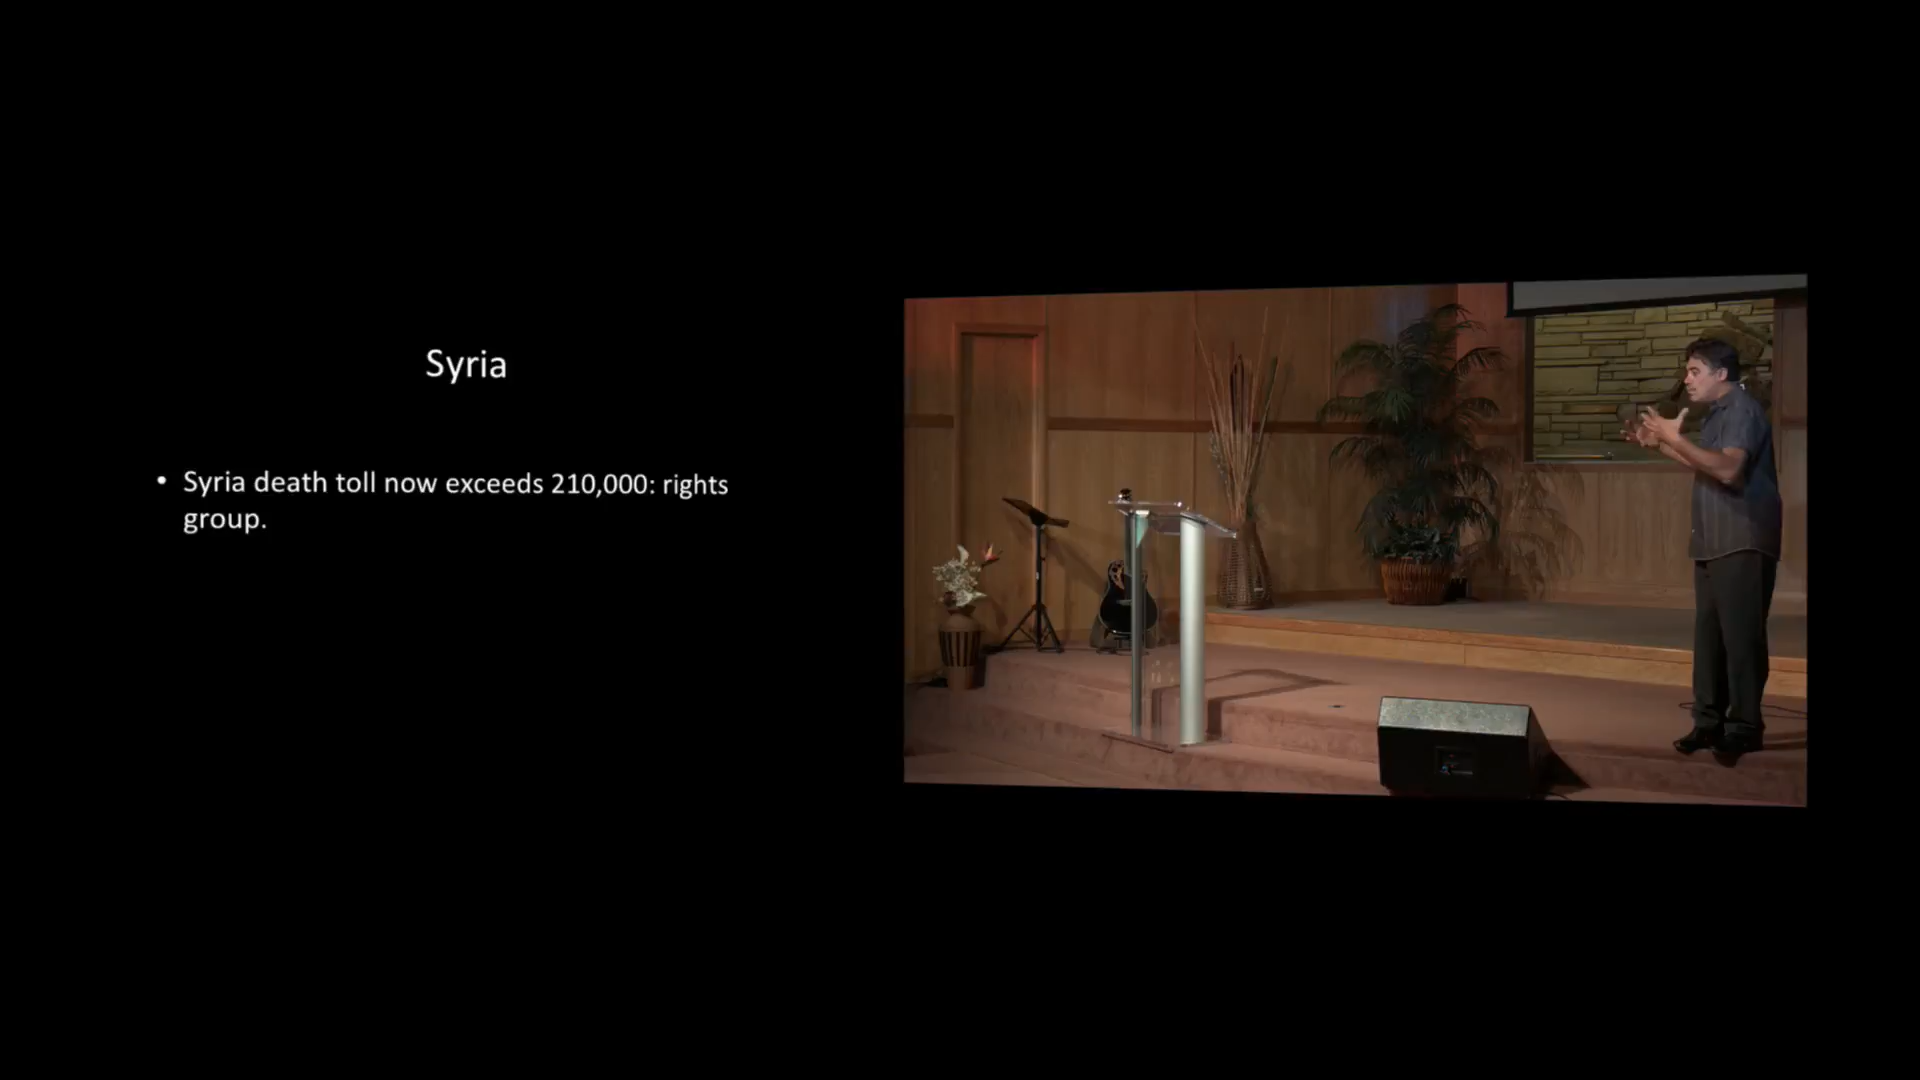 Syria
• Syria death toll now exceeds 210,000: rights
group.